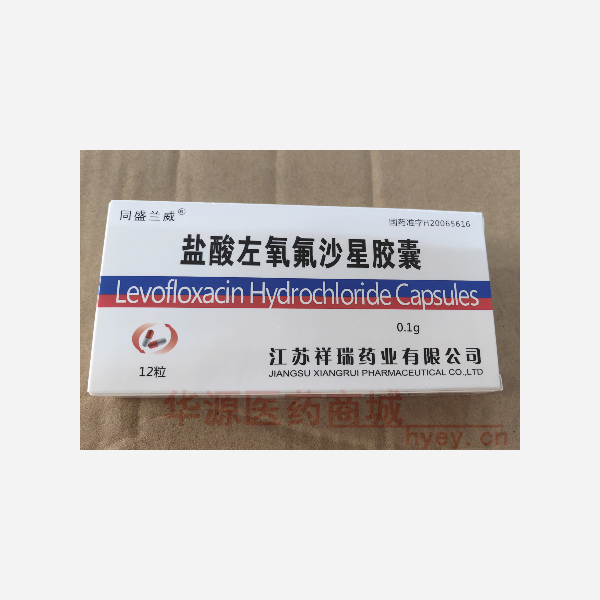 同盛兰威®
国药准字H20065616
盐酸左氧氟沙星胶囊
Levofloxacin Hydrochloride Capsules
0.1g
12粒
江苏祥瑞药业有限公司
JIANGSU XIANGRUI PHARMACEUTICAL CO.,LTD
华源医药商城
hyey.cn